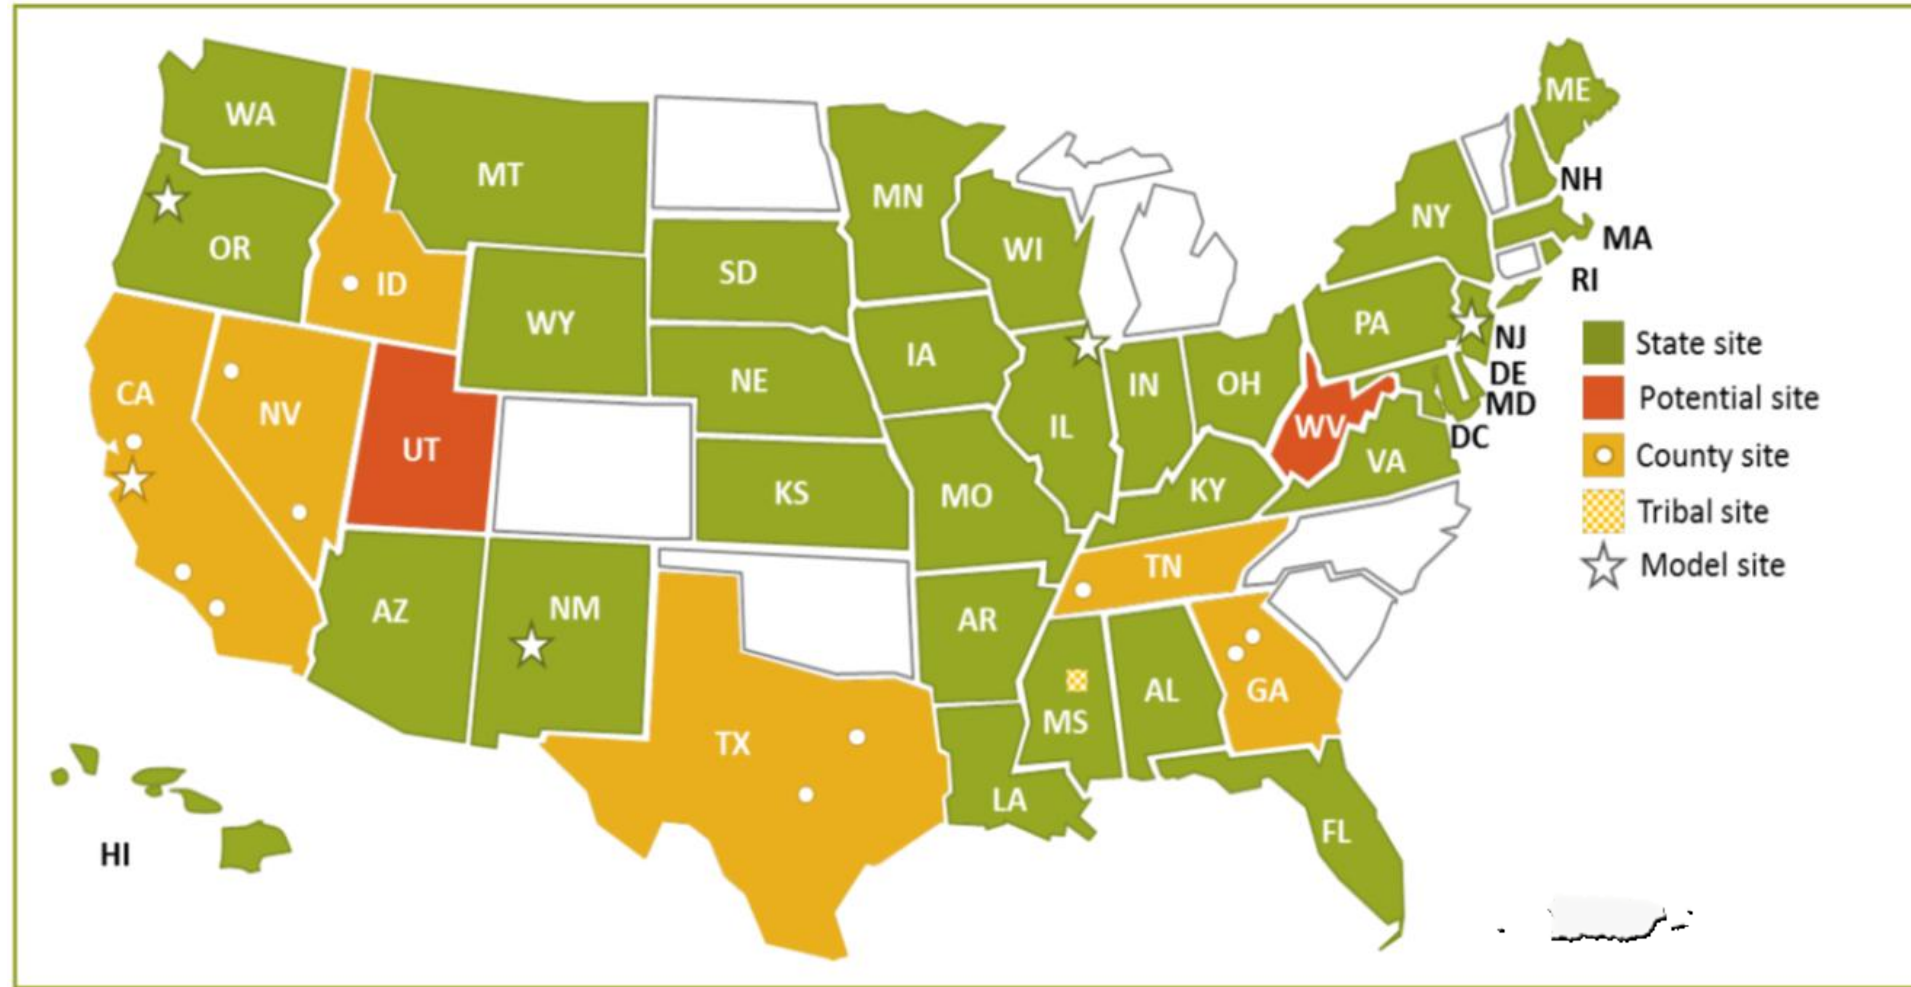 WA
MT
ME
MN
NH
OR
ID
SD
WI
NY
MA
RI
WY
IA
PA
NJ
State site
CA
NV
NE
IN
OH
DE
Potential site
MD
UT
IL
WV
DC
County site
KS
MO
KY
VA
Tribal site
TN
Model site
AZ
NM
AR
MS
AL
GA
TX
LA
FL
HI